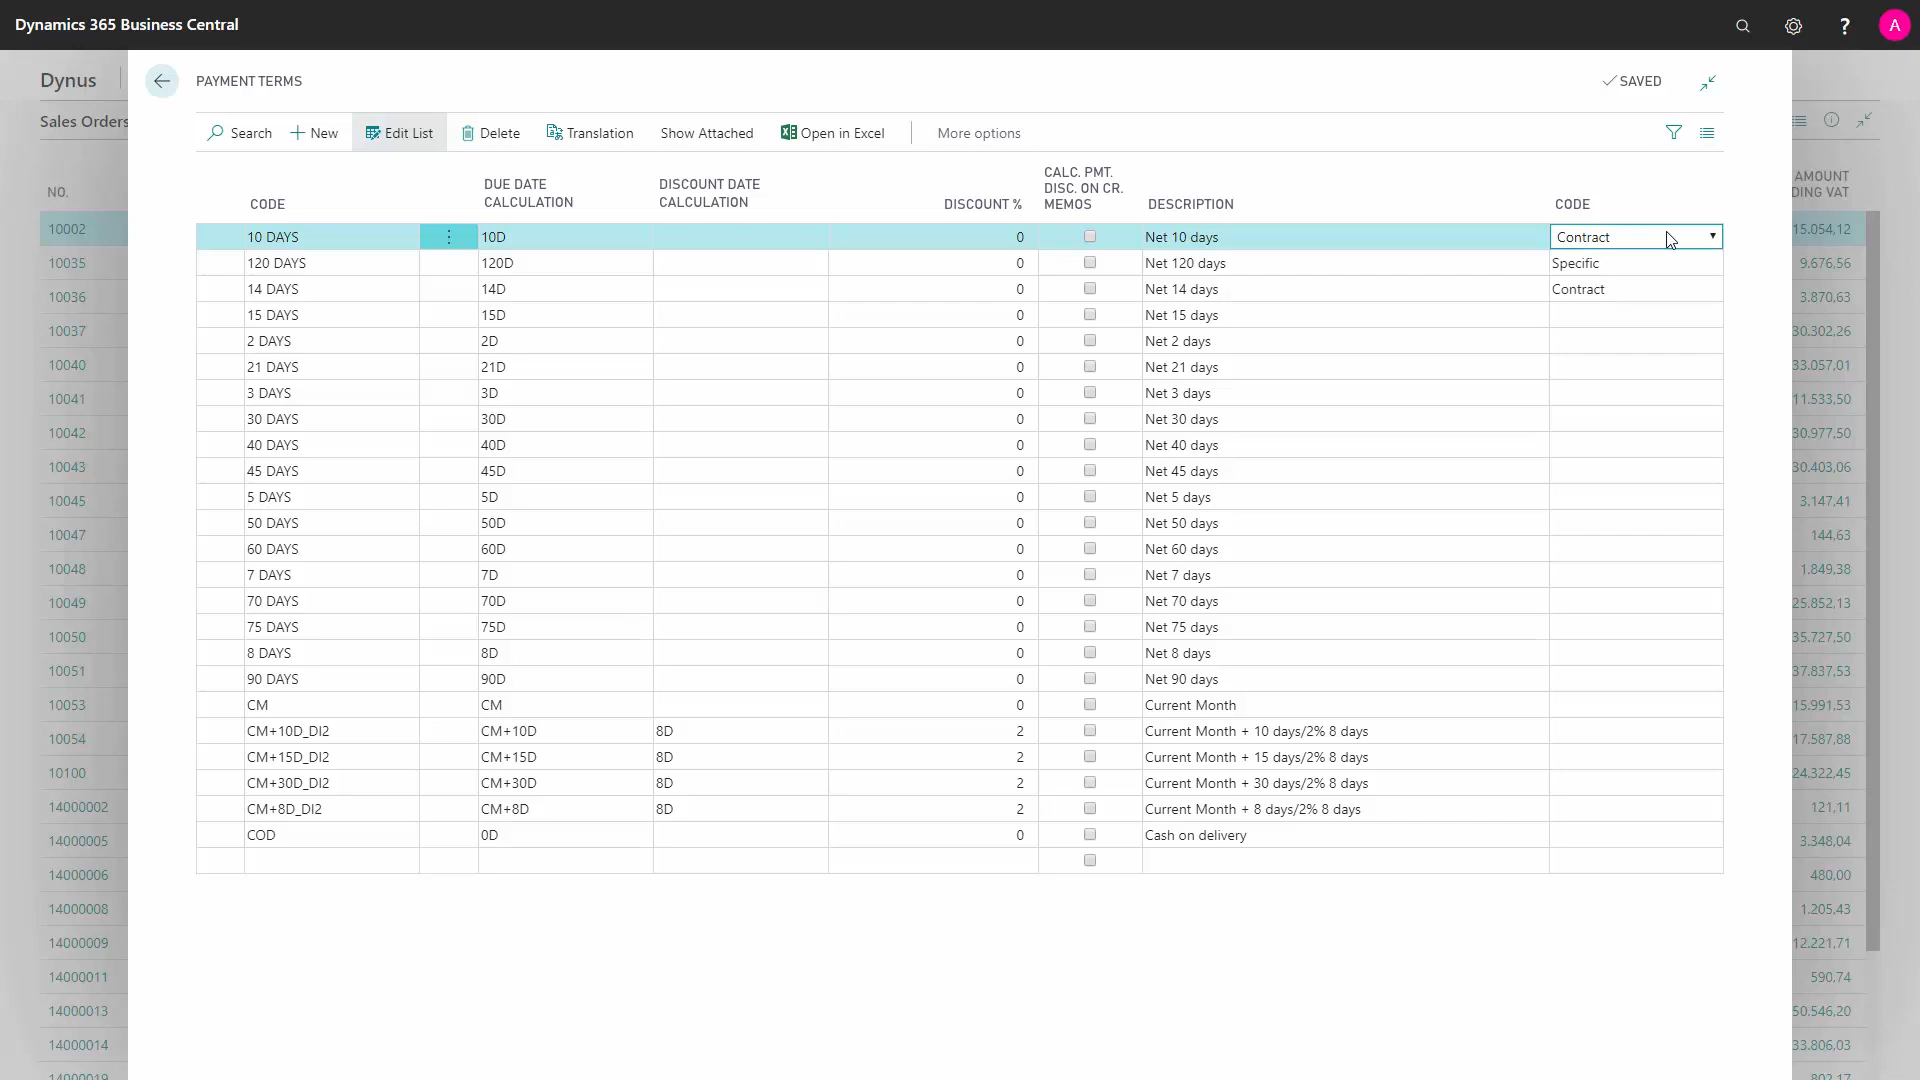 Dynamics 365 Business Central
?
A
Dynus
PAYMENT TERMS
SAVED
Sales Orders
Search
New
Edit List
Delete
Translation
Show Attached
Open in Excel
More options
NO.
CODE
DUE DATE CALCULATION
DISCOUNT DATE CALCULATION
DISCOUNT %
CALC. PMT. DISC. ON CR. MEMOS
DESCRIPTION
CODE
AMOUNT
DING VAT
10002 10 DAYS 10D 0 Net 10 days Contract 15.054,12
10035 120 DAYS 120D 0 Net 120 days Specific 9.676,56
10036 14 DAYS 14D 0 Net 14 days Contract 3.870,63
10037 15 DAYS 15D 0 Net 15 days 30.302,26
10040 2 DAYS 2D 0 Net 2 days 33.057,01
10041 21 DAYS 21D 0 Net 21 days 11.533,50
10042 3 DAYS 3D 0 Net 3 days 30.977,50
10043 30 DAYS 30D 0 Net 30 days 30.403,06
10045 40 DAYS 40D 0 Net 40 days 3.147,41
10047 45 DAYS 45D 0 Net 45 days 144,63
10048 5 DAYS 5D 0 Net 5 days 1.849,38
10049 50 DAYS 50D 0 Net 50 days 25.852,13
10050 60 DAYS 60D 0 Net 60 days 35.727,50
10051 7 DAYS 7D 0 Net 7 days 37.837,53
10053 70 DAYS 70D 0 Net 70 days 15.991,53
10054 75 DAYS 75D 0 Net 75 days 17.587,88
10100 8 DAYS 8D 0 Net 8 days 24.322,45
14000002 90 DAYS 90D 0 Net 90 days 121,11
14000005 CM CM 0 Current Month 3.348,04
14000006 CM+10D_DI2 CM+10D 8D 2 Current Month + 10 days/2% 8 days 480,00
14000008 CM+15D_DI2 CM+15D 8D 2 Current Month + 15 days/2% 8 days 1.205,43
14000009 CM+30D_DI2 CM+30D 8D 2 Current Month + 30 days/2% 8 days 12.221,71
14000011 CM+8D_DI2 CM+8D 8D 2 Current Month + 8 days/2% 8 days 590,74
14000013 COD 0D 0 Cash on delivery 50.546,20
14000014 33.806,03
14000019 802,17